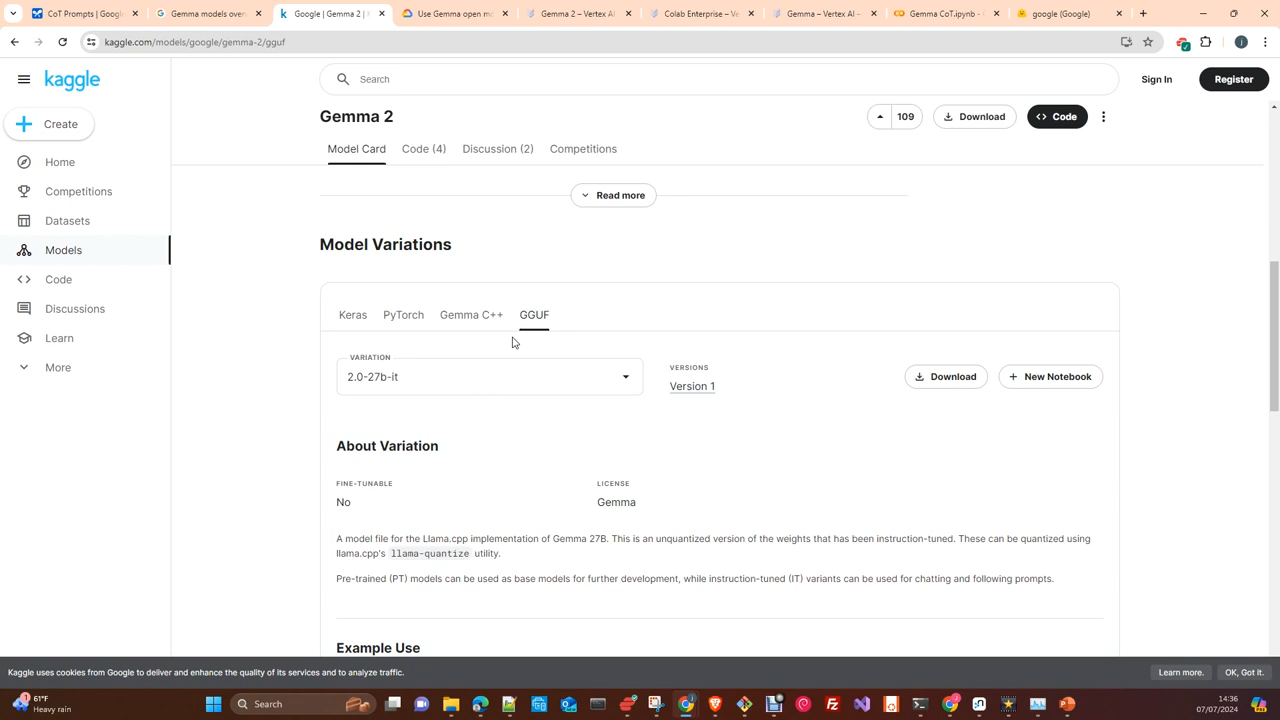 CoT Prompts | Google C
Gemma models overv
Google | Gemma 2 | K
Use Gemma open mo
Gemma 2 – Vertex AI –
Colab Enterprise – Ve
Gemma – Vertex AI –
Gemma CoT.ipynb - C
google (Google)
kaggle.com/models/google/gemma-2/gguf
kaggle
Search
Sign In
Register
Create
Home
Competitions
Datasets
Models
Code
Discussions
Learn
More
Gemma 2
109
Download
<> Code
Model Card
Code (4)
Discussion (2)
Competitions
Read more
Model Variations
Keras
PyTorch
Gemma C++
GGUF
VARIATION
2.0-27b-it
VERSIONS
Version 1
Download
New Notebook
About Variation
FINE-TUNABLE
No
LICENSE
Gemma
A model file for the Llama.cpp implementation of Gemma 27B. This is an unquantized version of the weights that has been instruction-tuned. These can be quantized using
llama.cpp's llama-quantize utility.
Pre-trained (PT) models can be used as base models for further development, while instruction-tuned (IT) variants can be used for chatting and following prompts.
Example Use
Kaggle uses cookies from Google to deliver and enhance the quality of its services and to analyze traffic.
Learn more.
OK, Got it.
1
61°F
Heavy rain
Search
14:36
07/07/2024